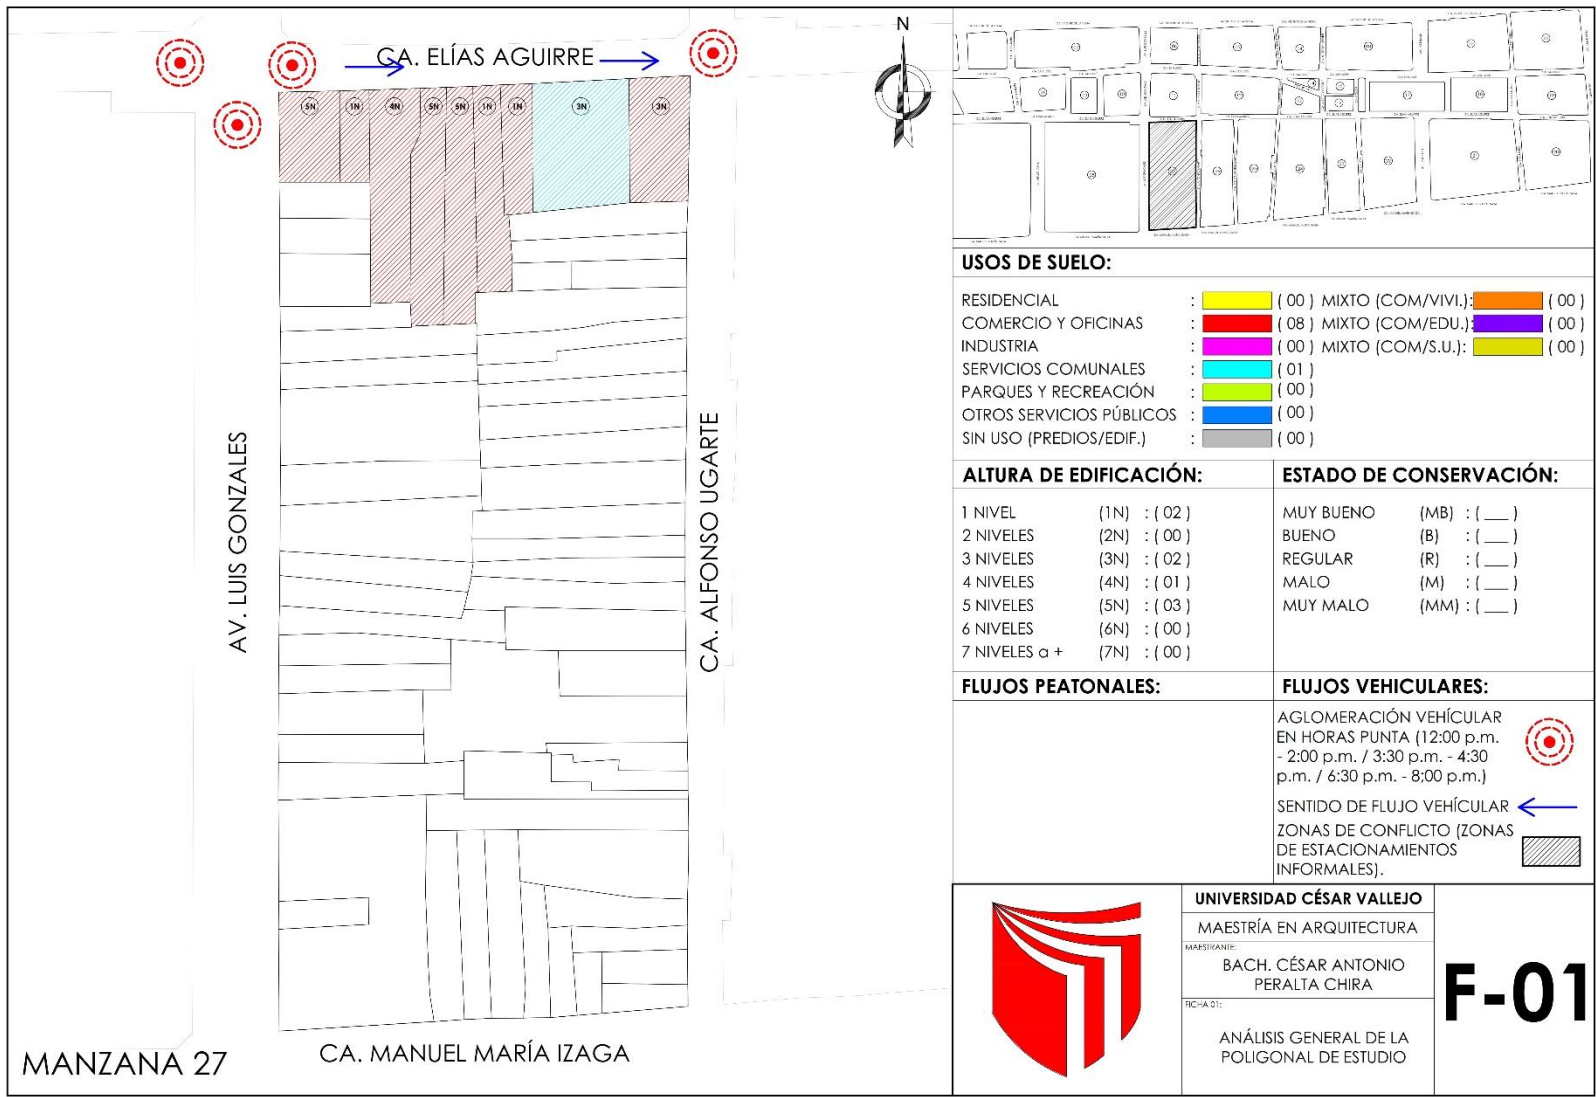 CA. ELÍAS AGUIRRE
N
5N 1N 4N 5N 5N 1N 1N 3N 3N
AV. LUIS GONZALES
CA. ALFONSO UGARTE
CA. MANUEL MARÍA IZAGA
MANZANA 27
USOS DE SUELO:
RESIDENCIAL : ( 00 ) MIXTO (COM/VIVI.): ( 00 )
COMERCIO Y OFICINAS : ( 08 ) MIXTO (COM/EDU.): ( 00 )
INDUSTRIA : ( 00 ) MIXTO (COM/S.U.): ( 00 )
SERVICIOS COMUNALES : ( 01 )
PARQUES Y RECREACIÓN : ( 00 )
OTROS SERVICIOS PÚBLICOS : ( 00 )
SIN USO (PREDIOS/EDIF.) : ( 00 )
ALTURA DE EDIFICACIÓN:
1 NIVEL (1N) : ( 02 )
2 NIVELES (2N) : ( 00 )
3 NIVELES (3N) : ( 02 )
4 NIVELES (4N) : ( 01 )
5 NIVELES (5N) : ( 03 )
6 NIVELES (6N) : ( 00 )
7 NIVELES a + (7N) : ( 00 )
ESTADO DE CONSERVACIÓN:
MUY BUENO (MB) : ( ___ )
BUENO (B) : ( ___ )
REGULAR (R) : ( ___ )
MALO (M) : ( ___ )
MUY MALO (MM) : ( ___ )
FLUJOS PEATONALES:
FLUJOS VEHICULARES:
AGLOMERACIÓN VEHÍCULAR
EN HORAS PUNTA (12:00 p.m.
- 2:00 p.m. / 3:30 p.m. - 4:30
p.m. / 6:30 p.m. - 8:00 p.m.)
SENTIDO DE FLUJO VEHÍCULAR
ZONAS DE CONFLICTO (ZONAS
DE ESTACIONAMIENTOS
INFORMALES).
UNIVERSIDAD CÉSAR VALLEJO
MAESTRÍA EN ARQUITECTURA
MAESTRANTE:
BACH. CÉSAR ANTONIO
PERALTA CHIRA
FICHA 01:
ANÁLISIS GENERAL DE LA
POLIGONAL DE ESTUDIO
F-01